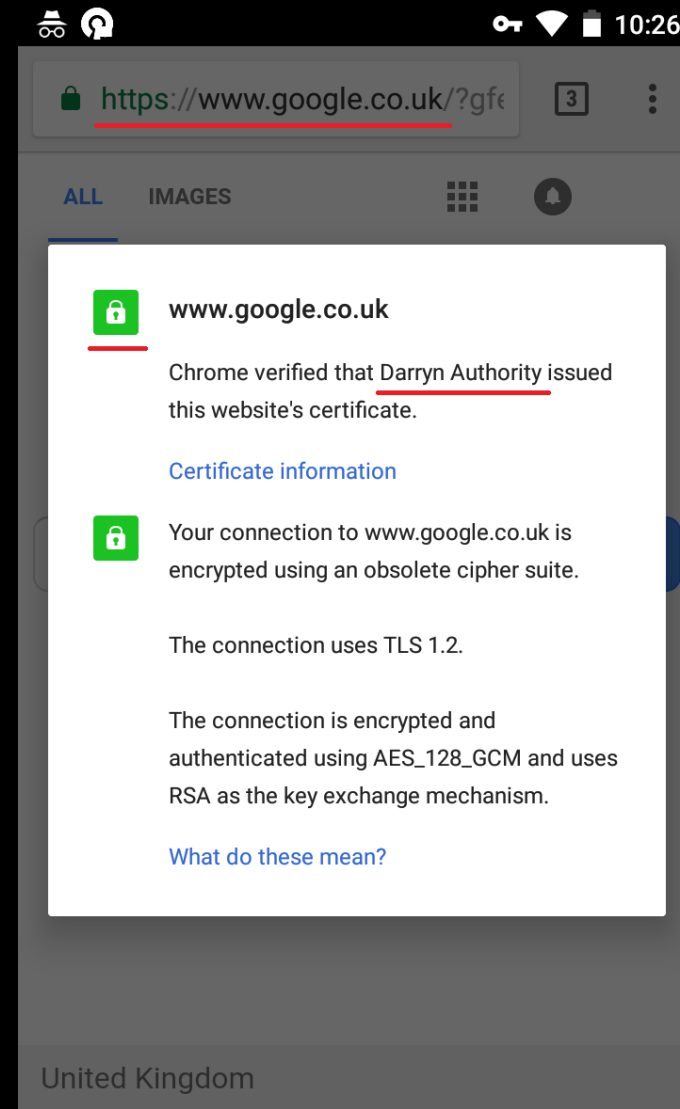 10:26
https://www.google.co.uk/?gfe
3
ALL IMAGES
www.google.co.uk
Chrome verified that Darryn Authority issued
this website's certificate.
Certificate information
Your connection to www.google.co.uk is
encrypted using an obsolete cipher suite.
The connection uses TLS 1.2.
The connection is encrypted and
authenticated using AES_128_GCM and uses
RSA as the key exchange mechanism.
What do these mean?
United Kingdom